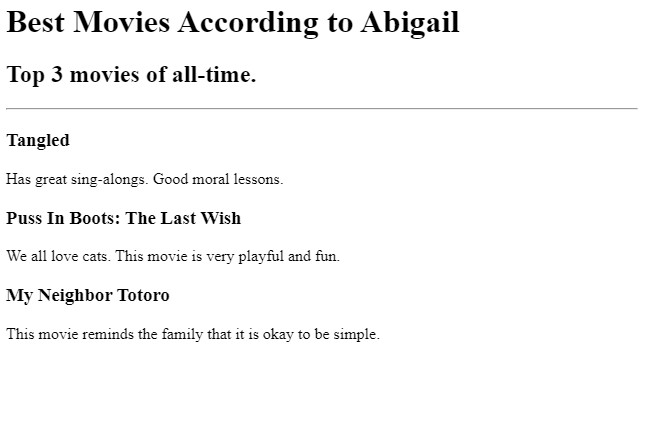 Best Movies According to Abigail
Top 3 movies of all-time.
Tangled
Has great sing-alongs. Good moral lessons.
Puss In Boots: The Last Wish
We all love cats. This movie is very playful and fun.
My Neighbor Totoro
This movie reminds the family that it is okay to be simple.